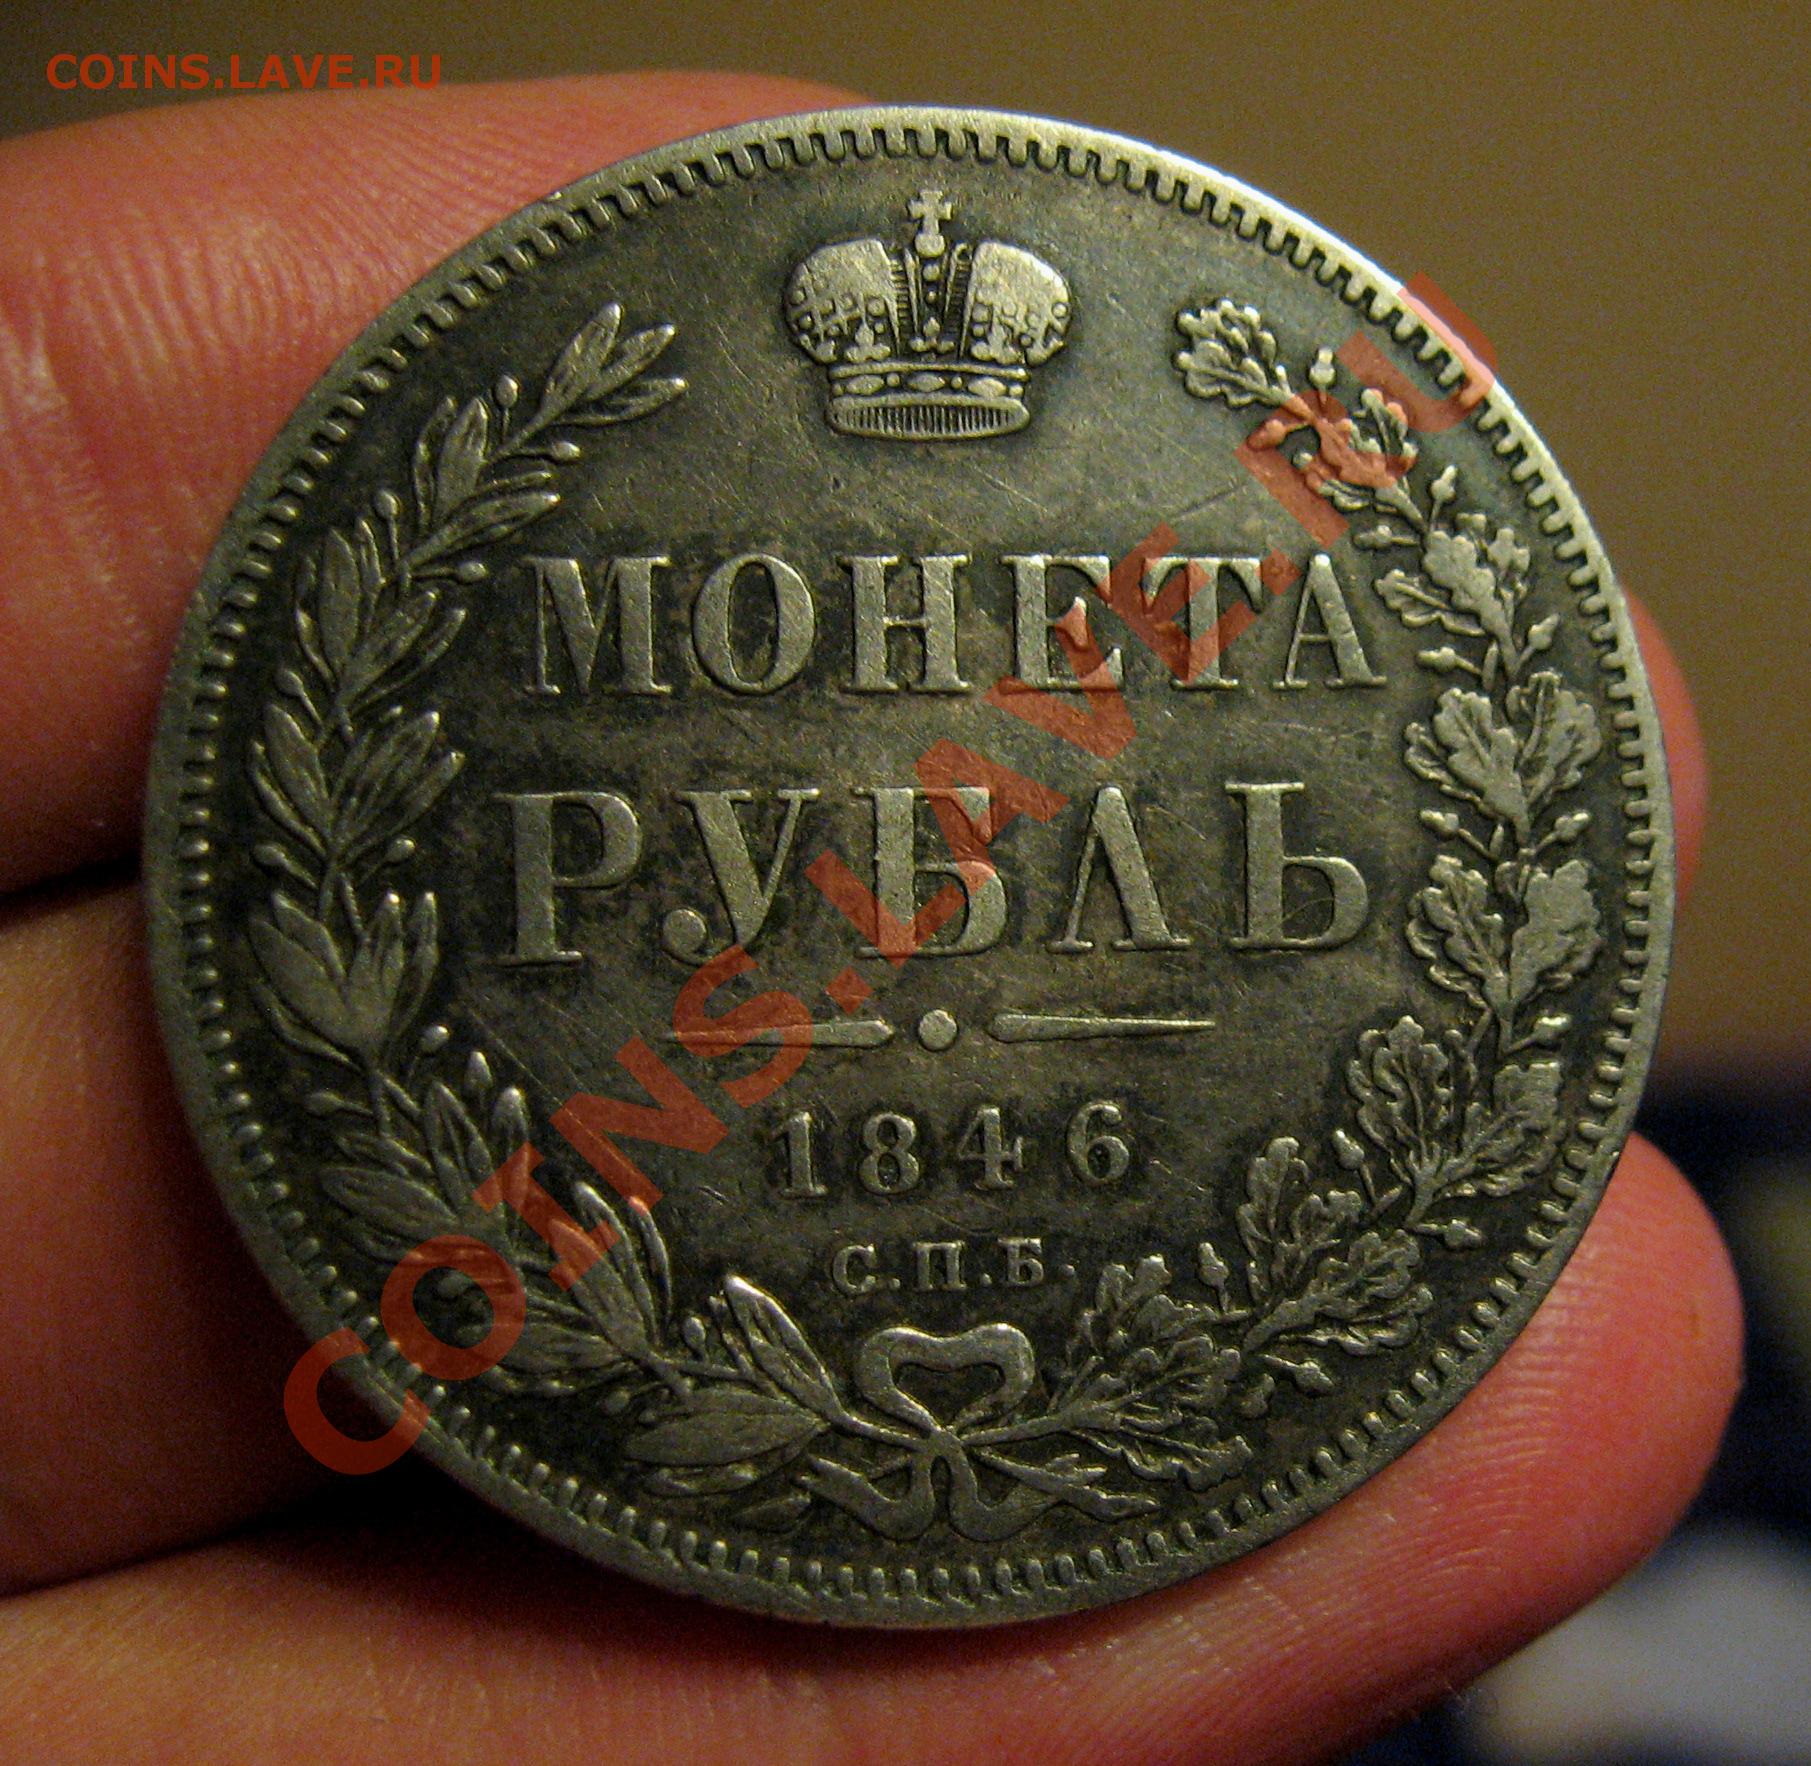 COINS.LAVE.RU
МОНЕТА
РУБЛЬ
1846
С.П.Б.
COINS.LAVE.RU